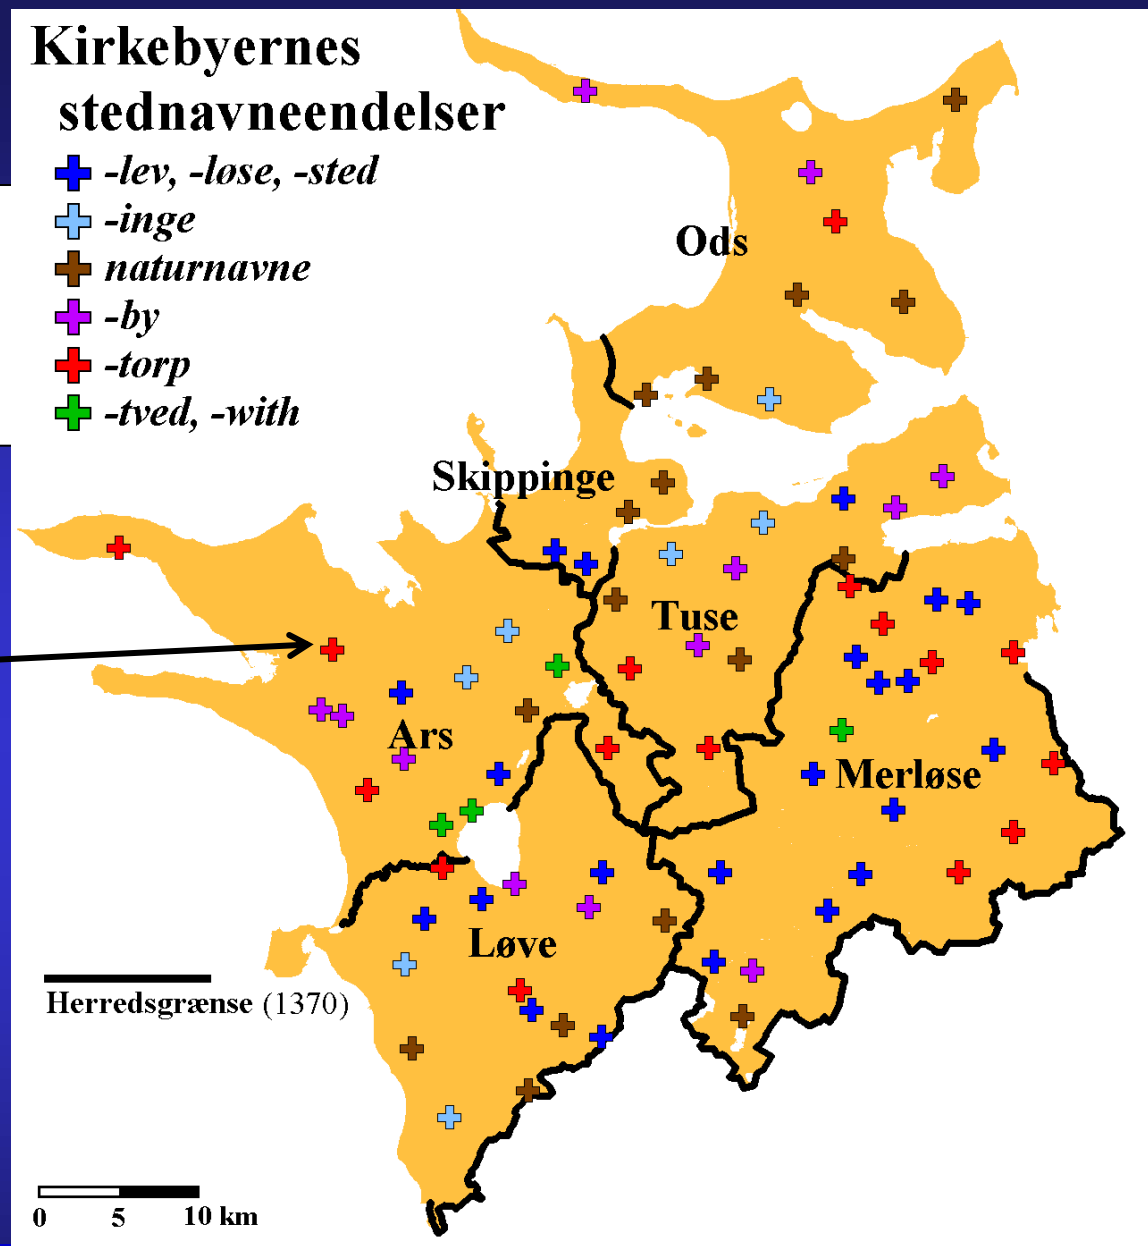 Kirkebyernes
stednavneendelser
-lev, -løse, -sted
-inge
naturnavne
-by
-torp
-tved, -with
Ods
Skippinge
Tuse
Ars
Merløse
Løve
Herredsgrænse (1370)
0 5 10 km